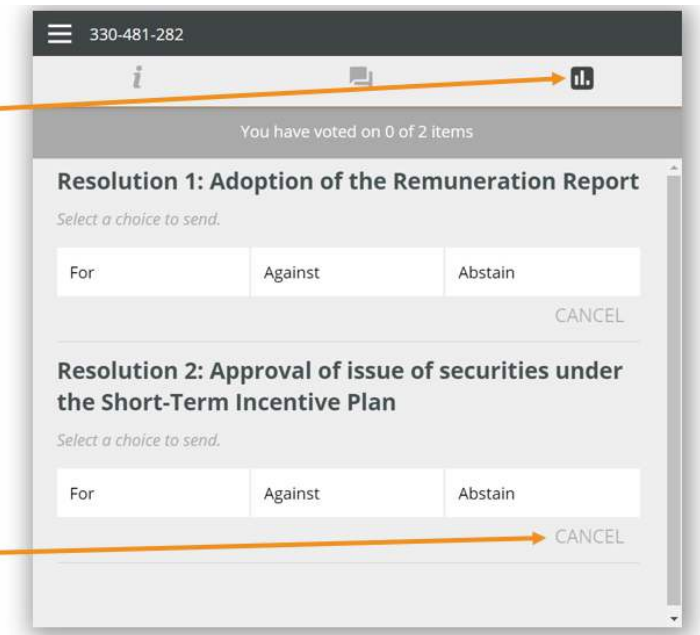 330-481-282
i
You have voted on 0 of 2 items
Resolution 1: Adoption of the Remuneration Report
Select a choice to send.
For Against Abstain
CANCEL
Resolution 2: Approval of issue of securities under
the Short-Term Incentive Plan
Select a choice to send.
For Against Abstain
CANCEL